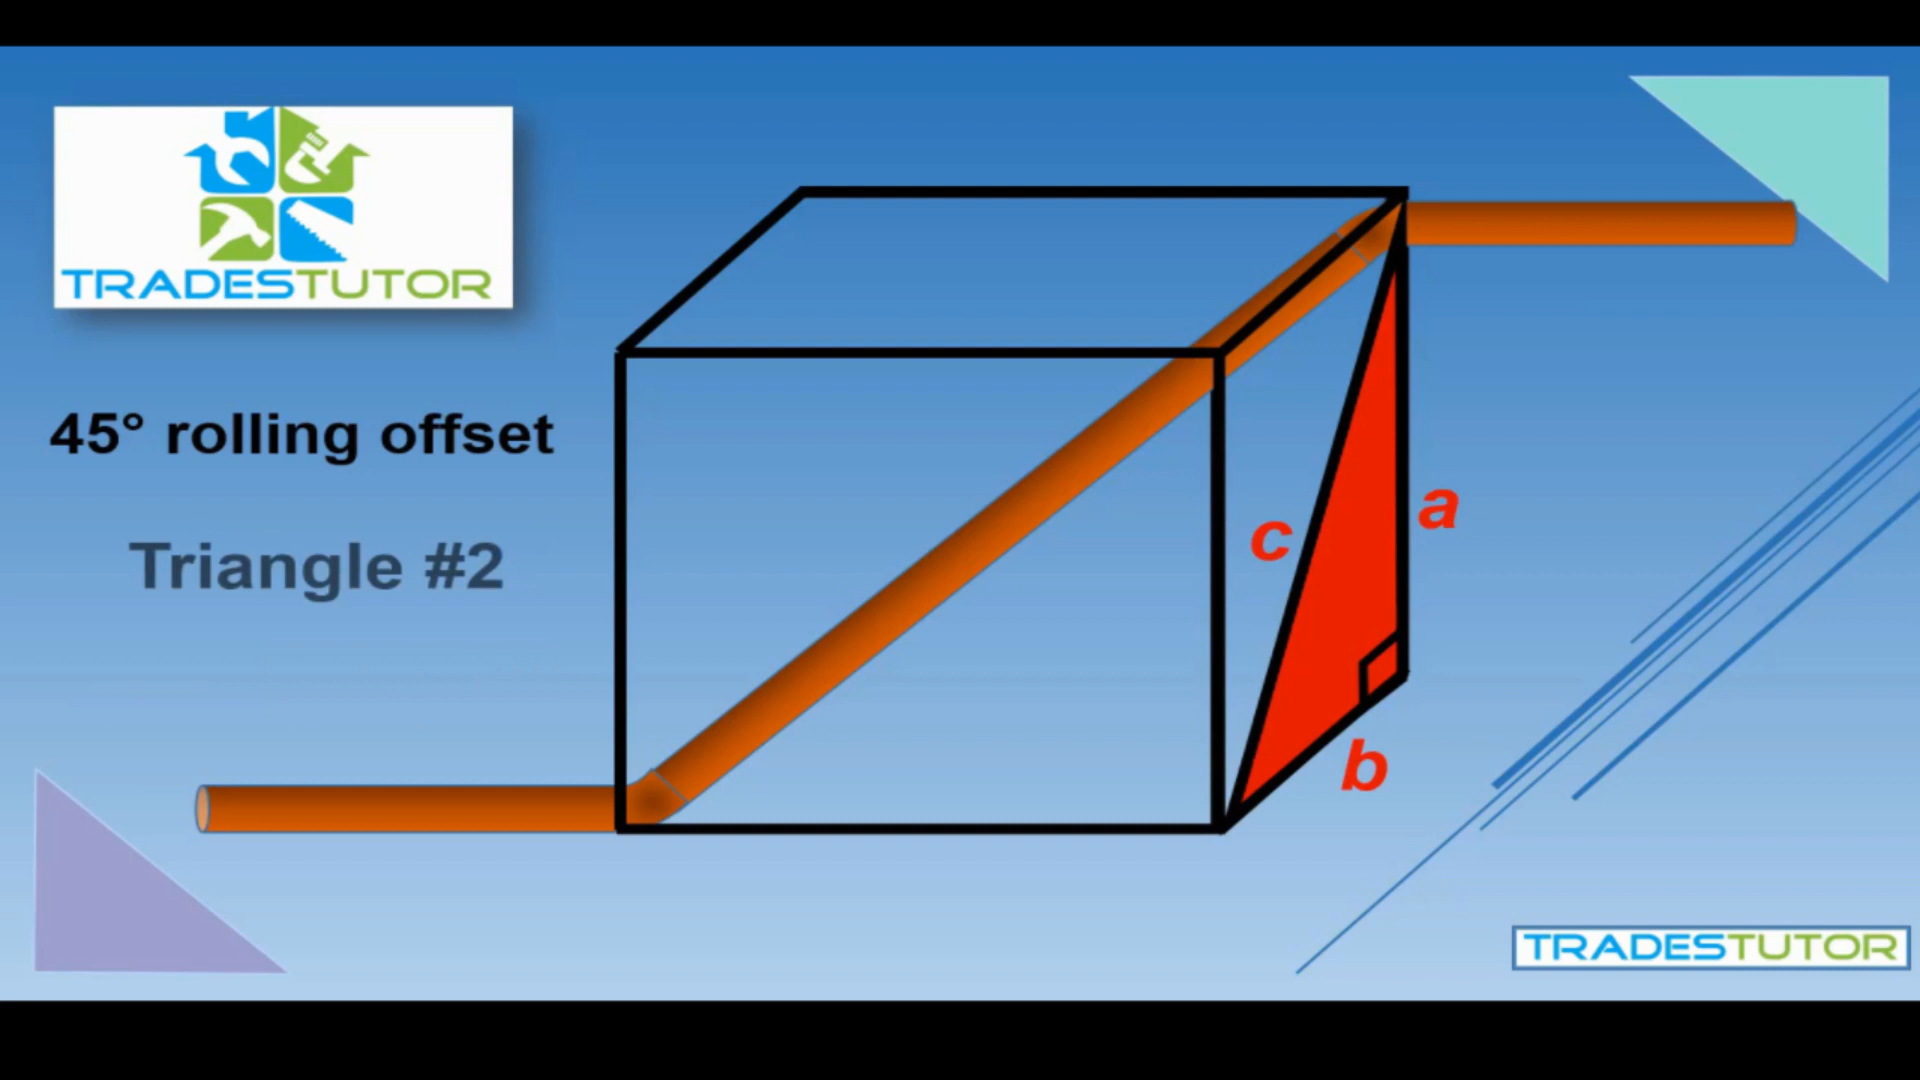 TRADESTUTOR
45° rolling offset
Triangle #2
c
a
b
TRADESTUTOR